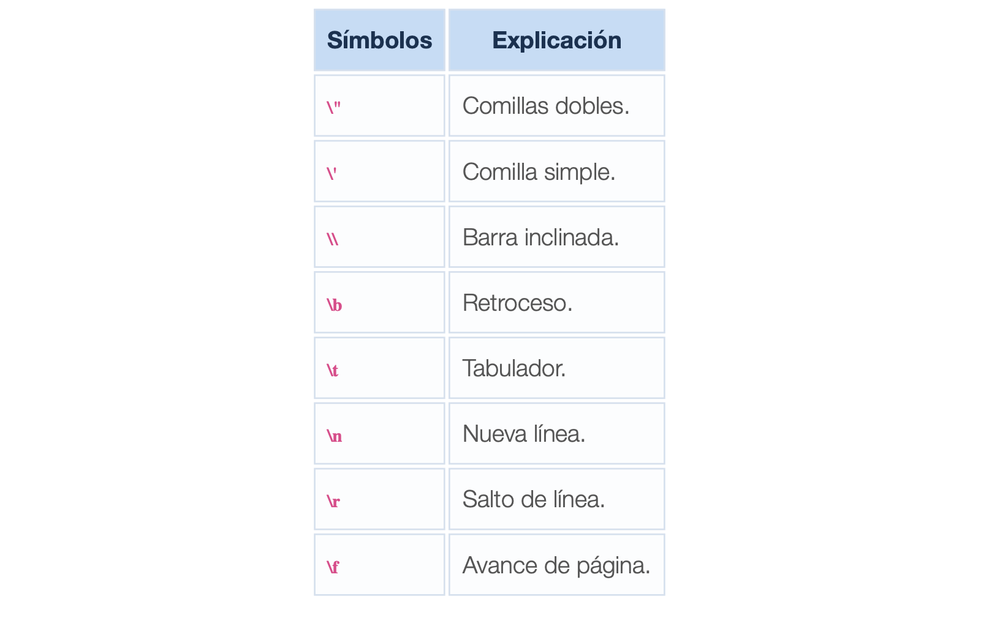 Símbolos Explicación
\" Comillas dobles.
\' Comilla simple.
\\ Barra inclinada.
\b Retroceso.
\t Tabulador.
\n Nueva línea.
\r Salto de línea.
\f Avance de página.